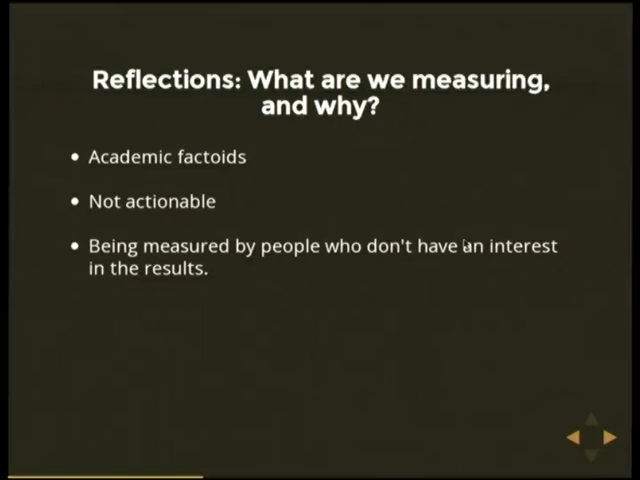 Reflections: What are we measuring,
and why?
Academic factoids
Not actionable
Being measured by people who don't have an interest
in the results.